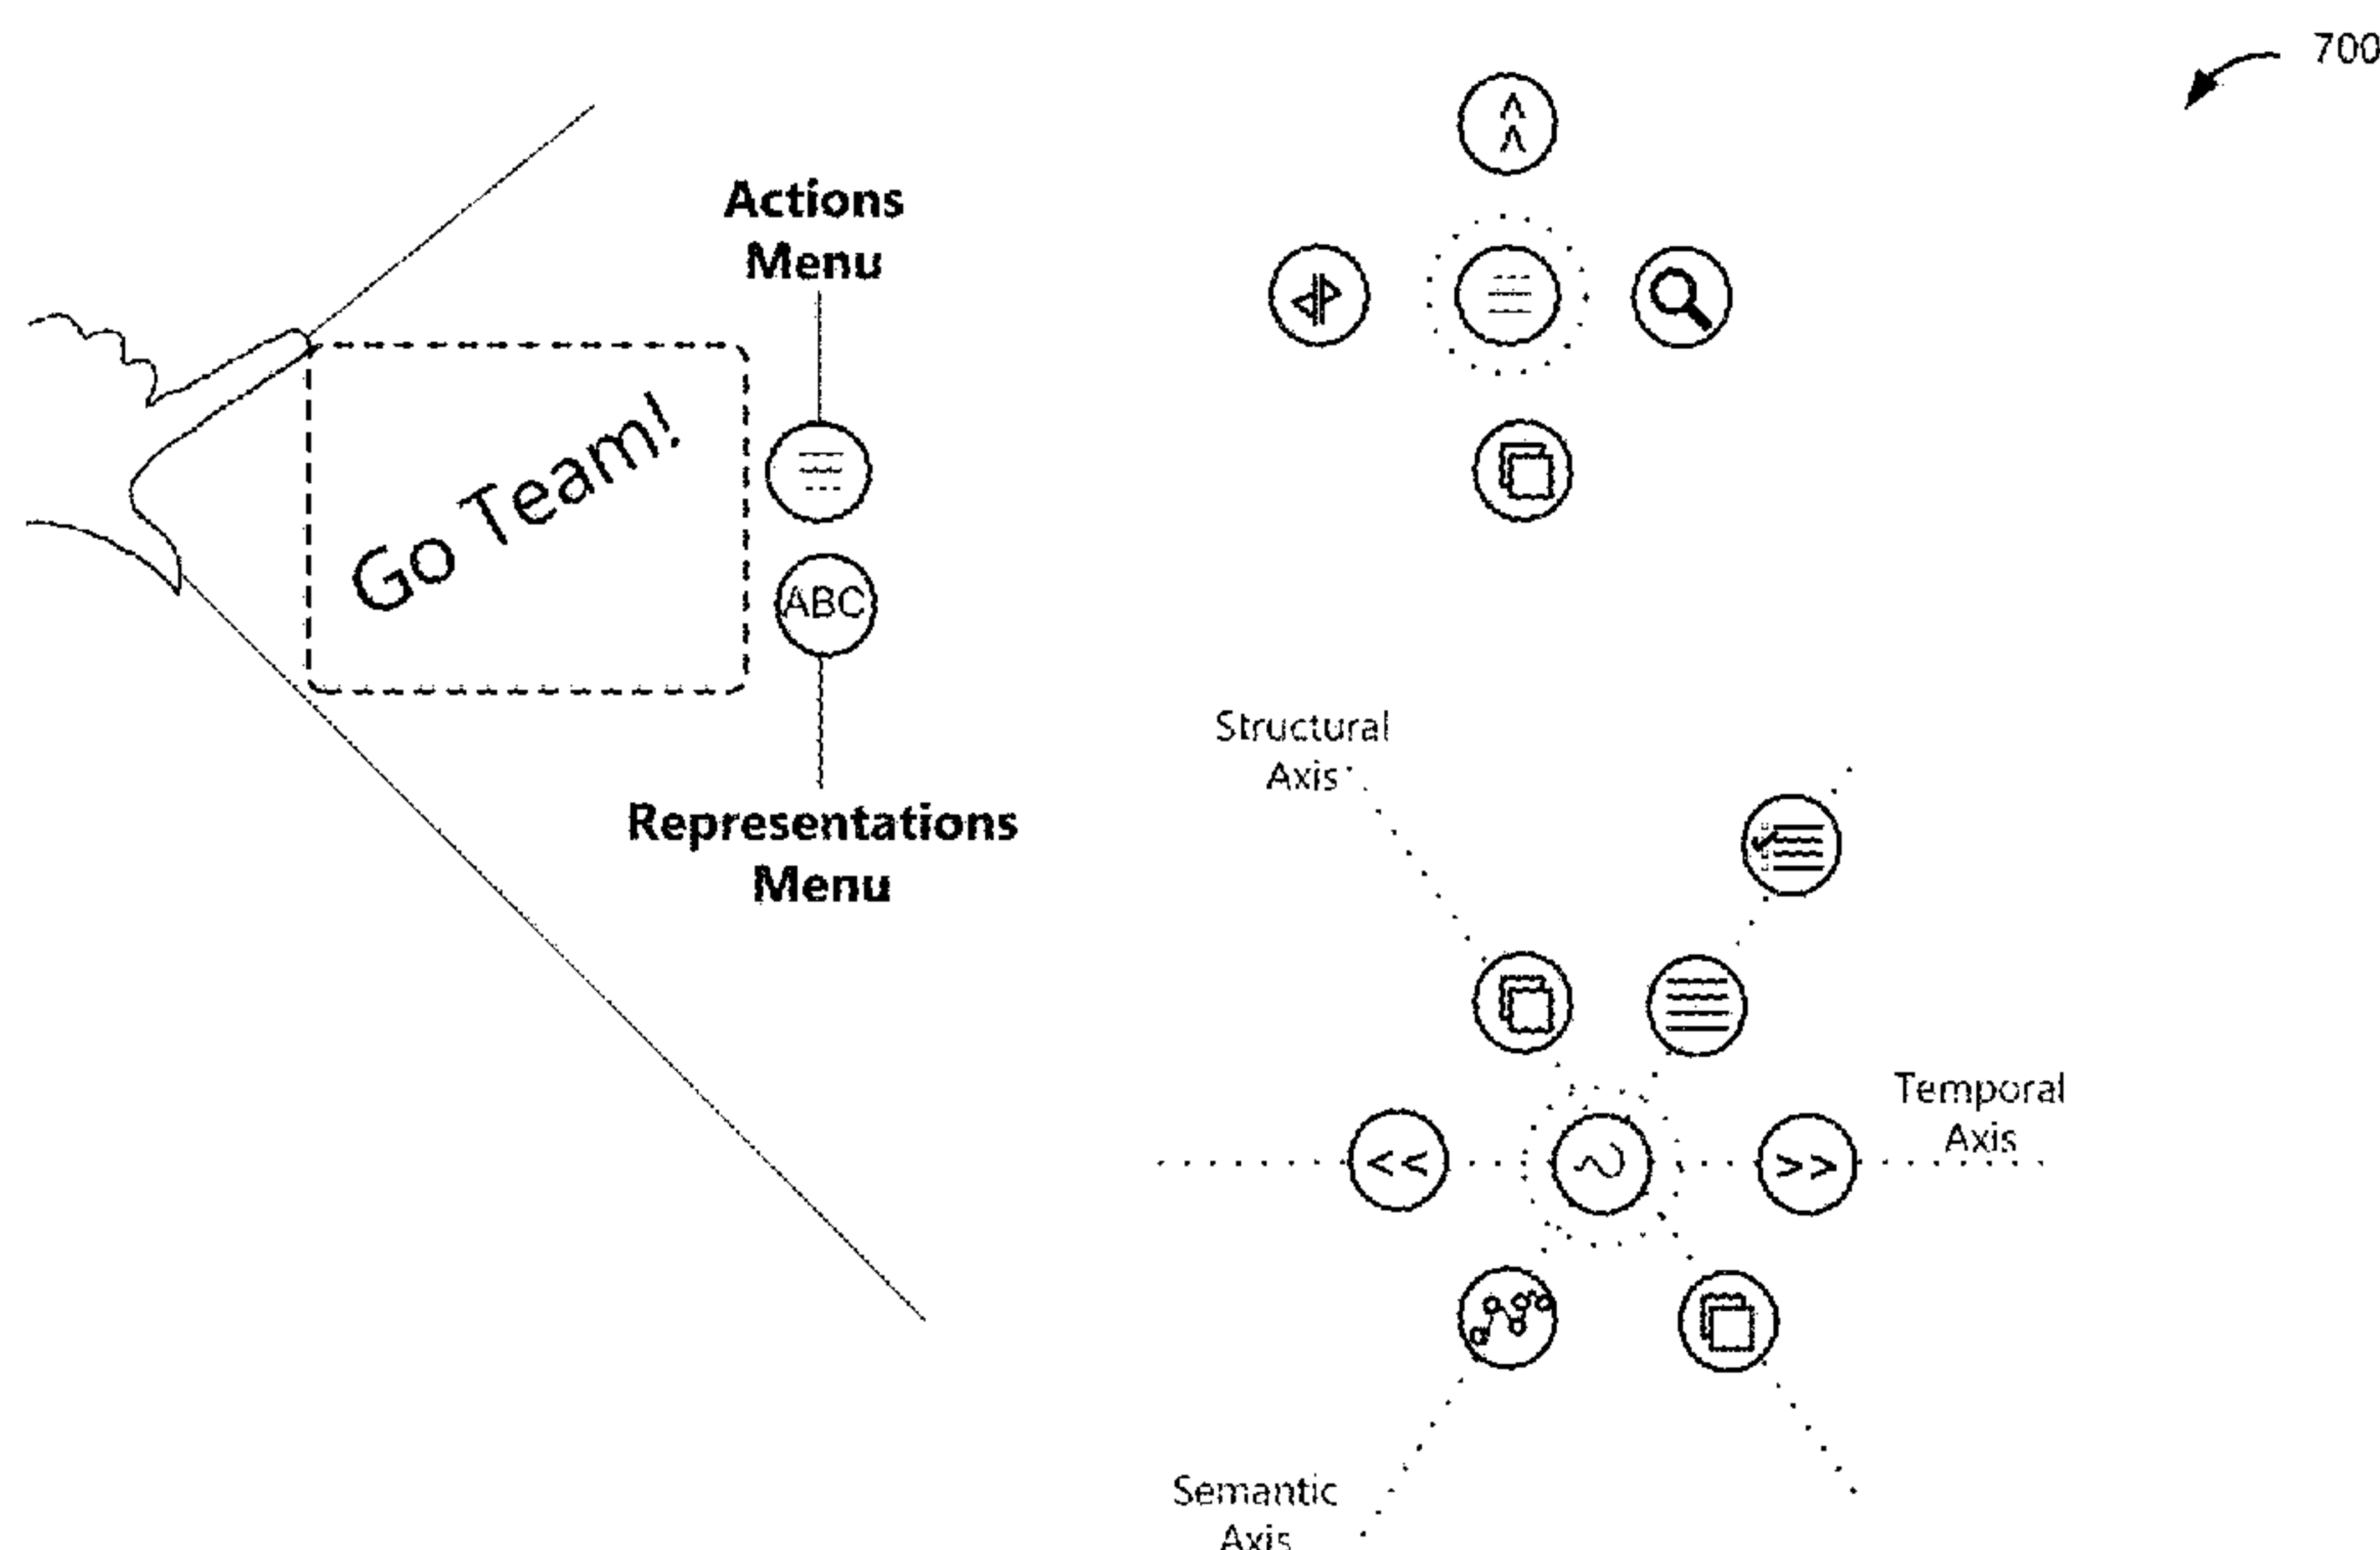 700
Actions
Menu
Go Team!
ABC
Representations
Menu
Structural
Axis
Temporal
Axis
<<
>>
Semantic
Axis